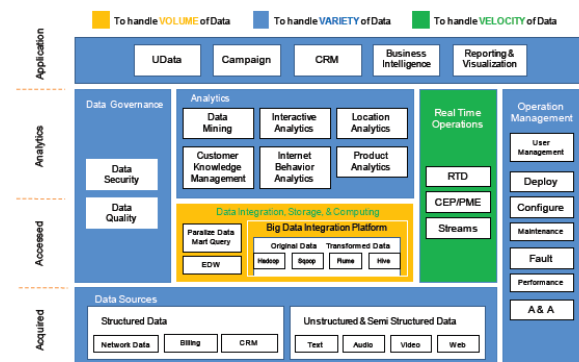 To handle VOLUME of Data
To handle VARIETY of Data
To handle VELOCITY of Data
Application
UData
Campaign
CRM
Business
Intelligence
Reporting &
Visualization
Analytics
Data Governance
Data
Security
Data
Quality
Analytics
Data
Mining
Interactive
Analytics
Location
Analytics
Customer
Knowledge
Management
Internet
Behavior
Analytics
Product
Analytics
Real Time
Operations
RTD
CEP/PME
Streams
Operation
Management
User
Management
Deploy
Configure
Maintenance
Fault
Performance
A & A
Accessed
Data Integration, Storage, & Computing
Paralize Data
Mart Query
EDW
Big Data Integration Platform
Original Data
Transformed Data
Hadoop
Sqoop
Flume
Hive
Acquired
Data Sources
Structured Data
Network Data
Billing
CRM
Unstructured & Semi Structured Data
Text
Audio
Video
Web